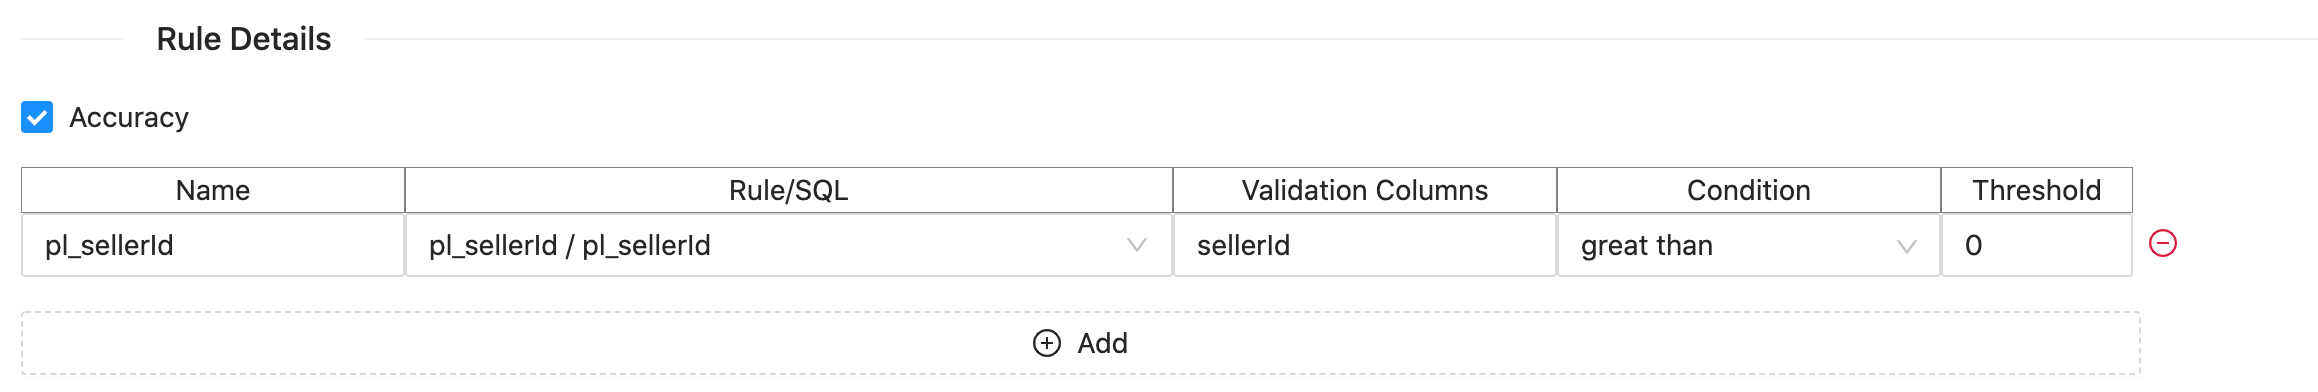 Rule Details
Accuracy
Name Rule/SQL Validation Columns Condition Threshold
pl_sellerId pl_sellerId / pl_sellerId sellerId great than 0
Add